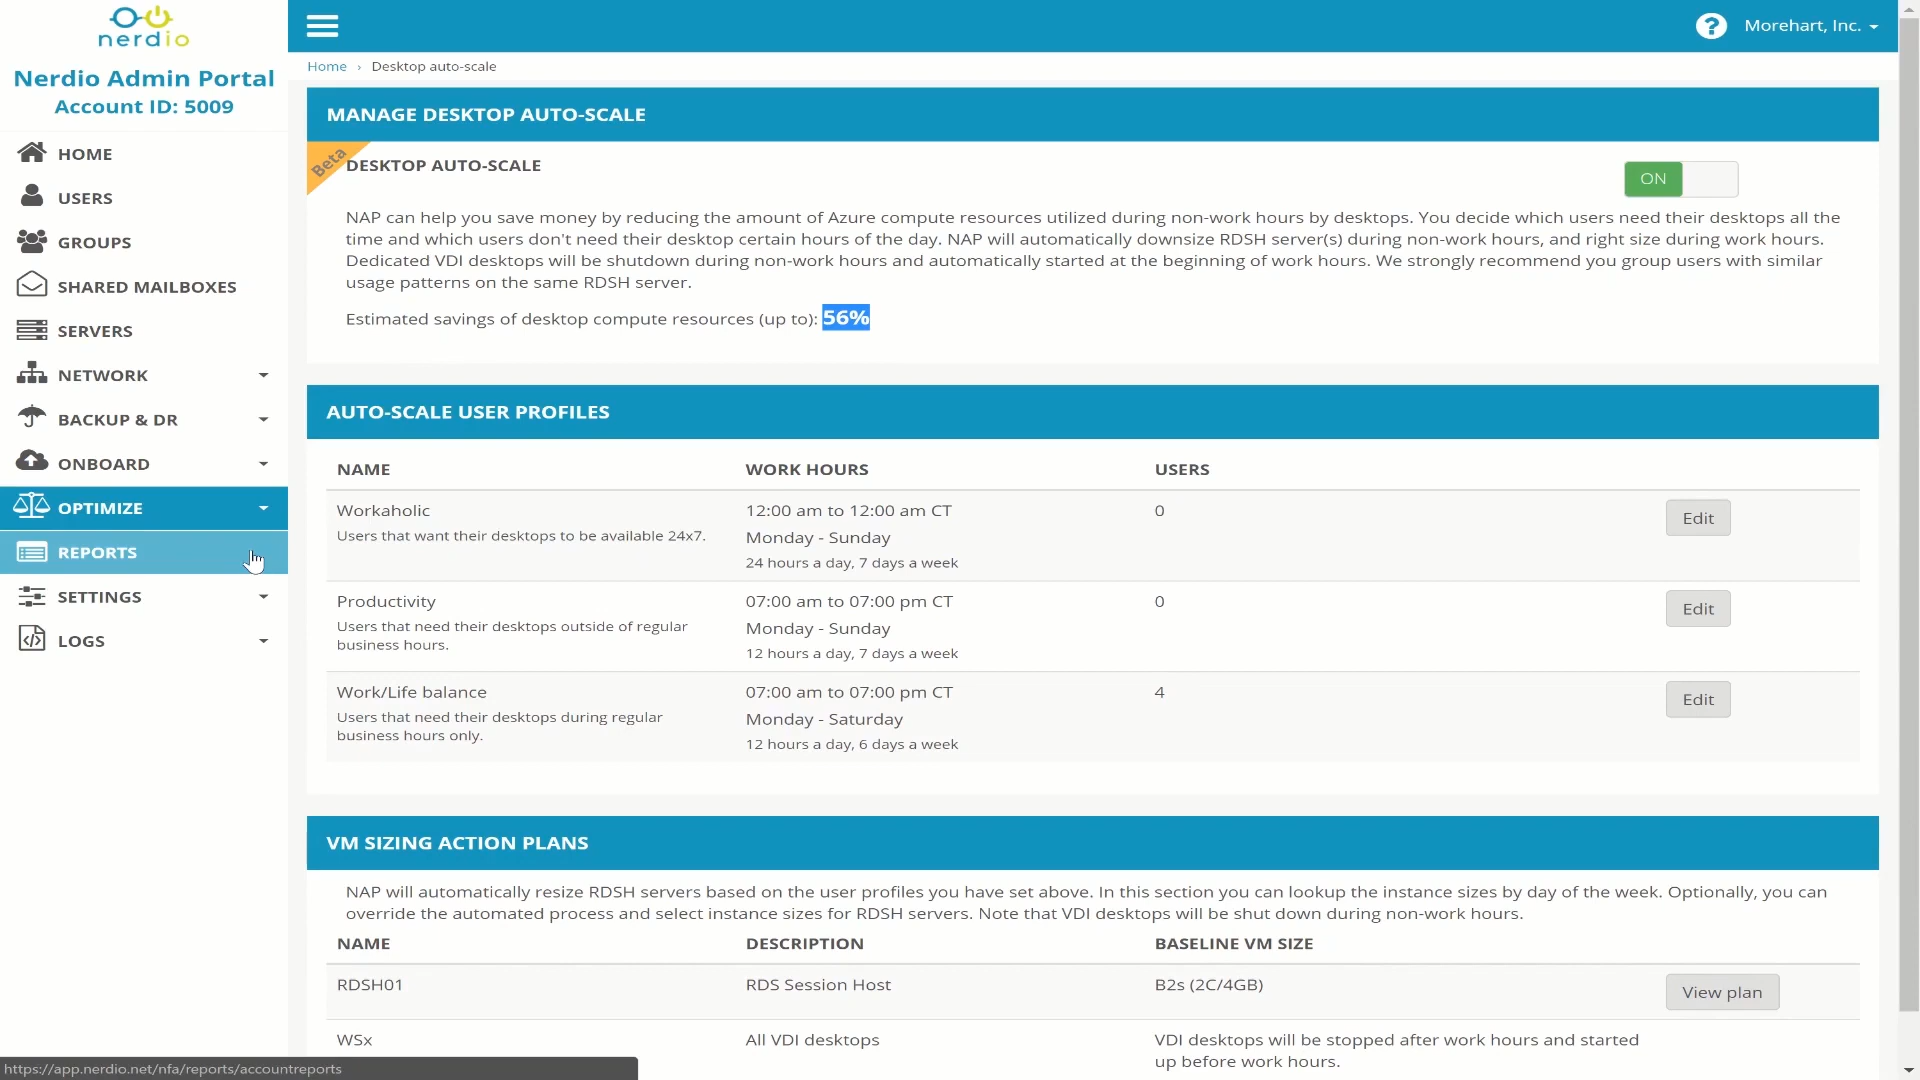 nerdio
Nerdio Admin Portal
Account ID: 5009
HOME
USERS
GROUPS
SHARED MAILBOXES
SERVERS
NETWORK
BACKUP & DR
ONBOARD
OPTIMIZE
REPORTS
SETTINGS
LOGS
? Morehart, Inc.
Home › Desktop auto-scale
MANAGE DESKTOP AUTO-SCALE
Beta
DESKTOP AUTO-SCALE
ON
NAP can help you save money by reducing the amount of Azure compute resources utilized during non-work hours by desktops. You decide which users need their desktops all the
time and which users don't need their desktop certain hours of the day. NAP will automatically downsize RDSH server(s) during non-work hours, and right size during work hours.
Dedicated VDI desktops will be shutdown during non-work hours and automatically started at the beginning of work hours. We strongly recommend you group users with similar
usage patterns on the same RDSH server.
Estimated savings of desktop compute resources (up to): 56%
AUTO-SCALE USER PROFILES
NAME WORK HOURS USERS
Workaholic 12:00 am to 12:00 am CT 0 Edit
Users that want their desktops to be available 24x7. Monday - Sunday
24 hours a day, 7 days a week
Productivity 07:00 am to 07:00 pm CT 0 Edit
Users that need their desktops outside of regular Monday - Sunday
business hours. 12 hours a day, 7 days a week
Work/Life balance 07:00 am to 07:00 pm CT 4 Edit
Users that need their desktops during regular Monday - Saturday
business hours only. 12 hours a day, 6 days a week
VM SIZING ACTION PLANS
NAP will automatically resize RDSH servers based on the user profiles you have set above. In this section you can lookup the instance sizes by day of the week. Optionally, you can
override the automated process and select instance sizes for RDSH servers. Note that VDI desktops will be shut down during non-work hours.
NAME DESCRIPTION BASELINE VM SIZE
RDSH01 RDS Session Host B2s (2C/4GB) View plan
WSx All VDI desktops VDI desktops will be stopped after work hours and started
up before work hours.
https://app.nerdio.net/nfa/reports/accountreports